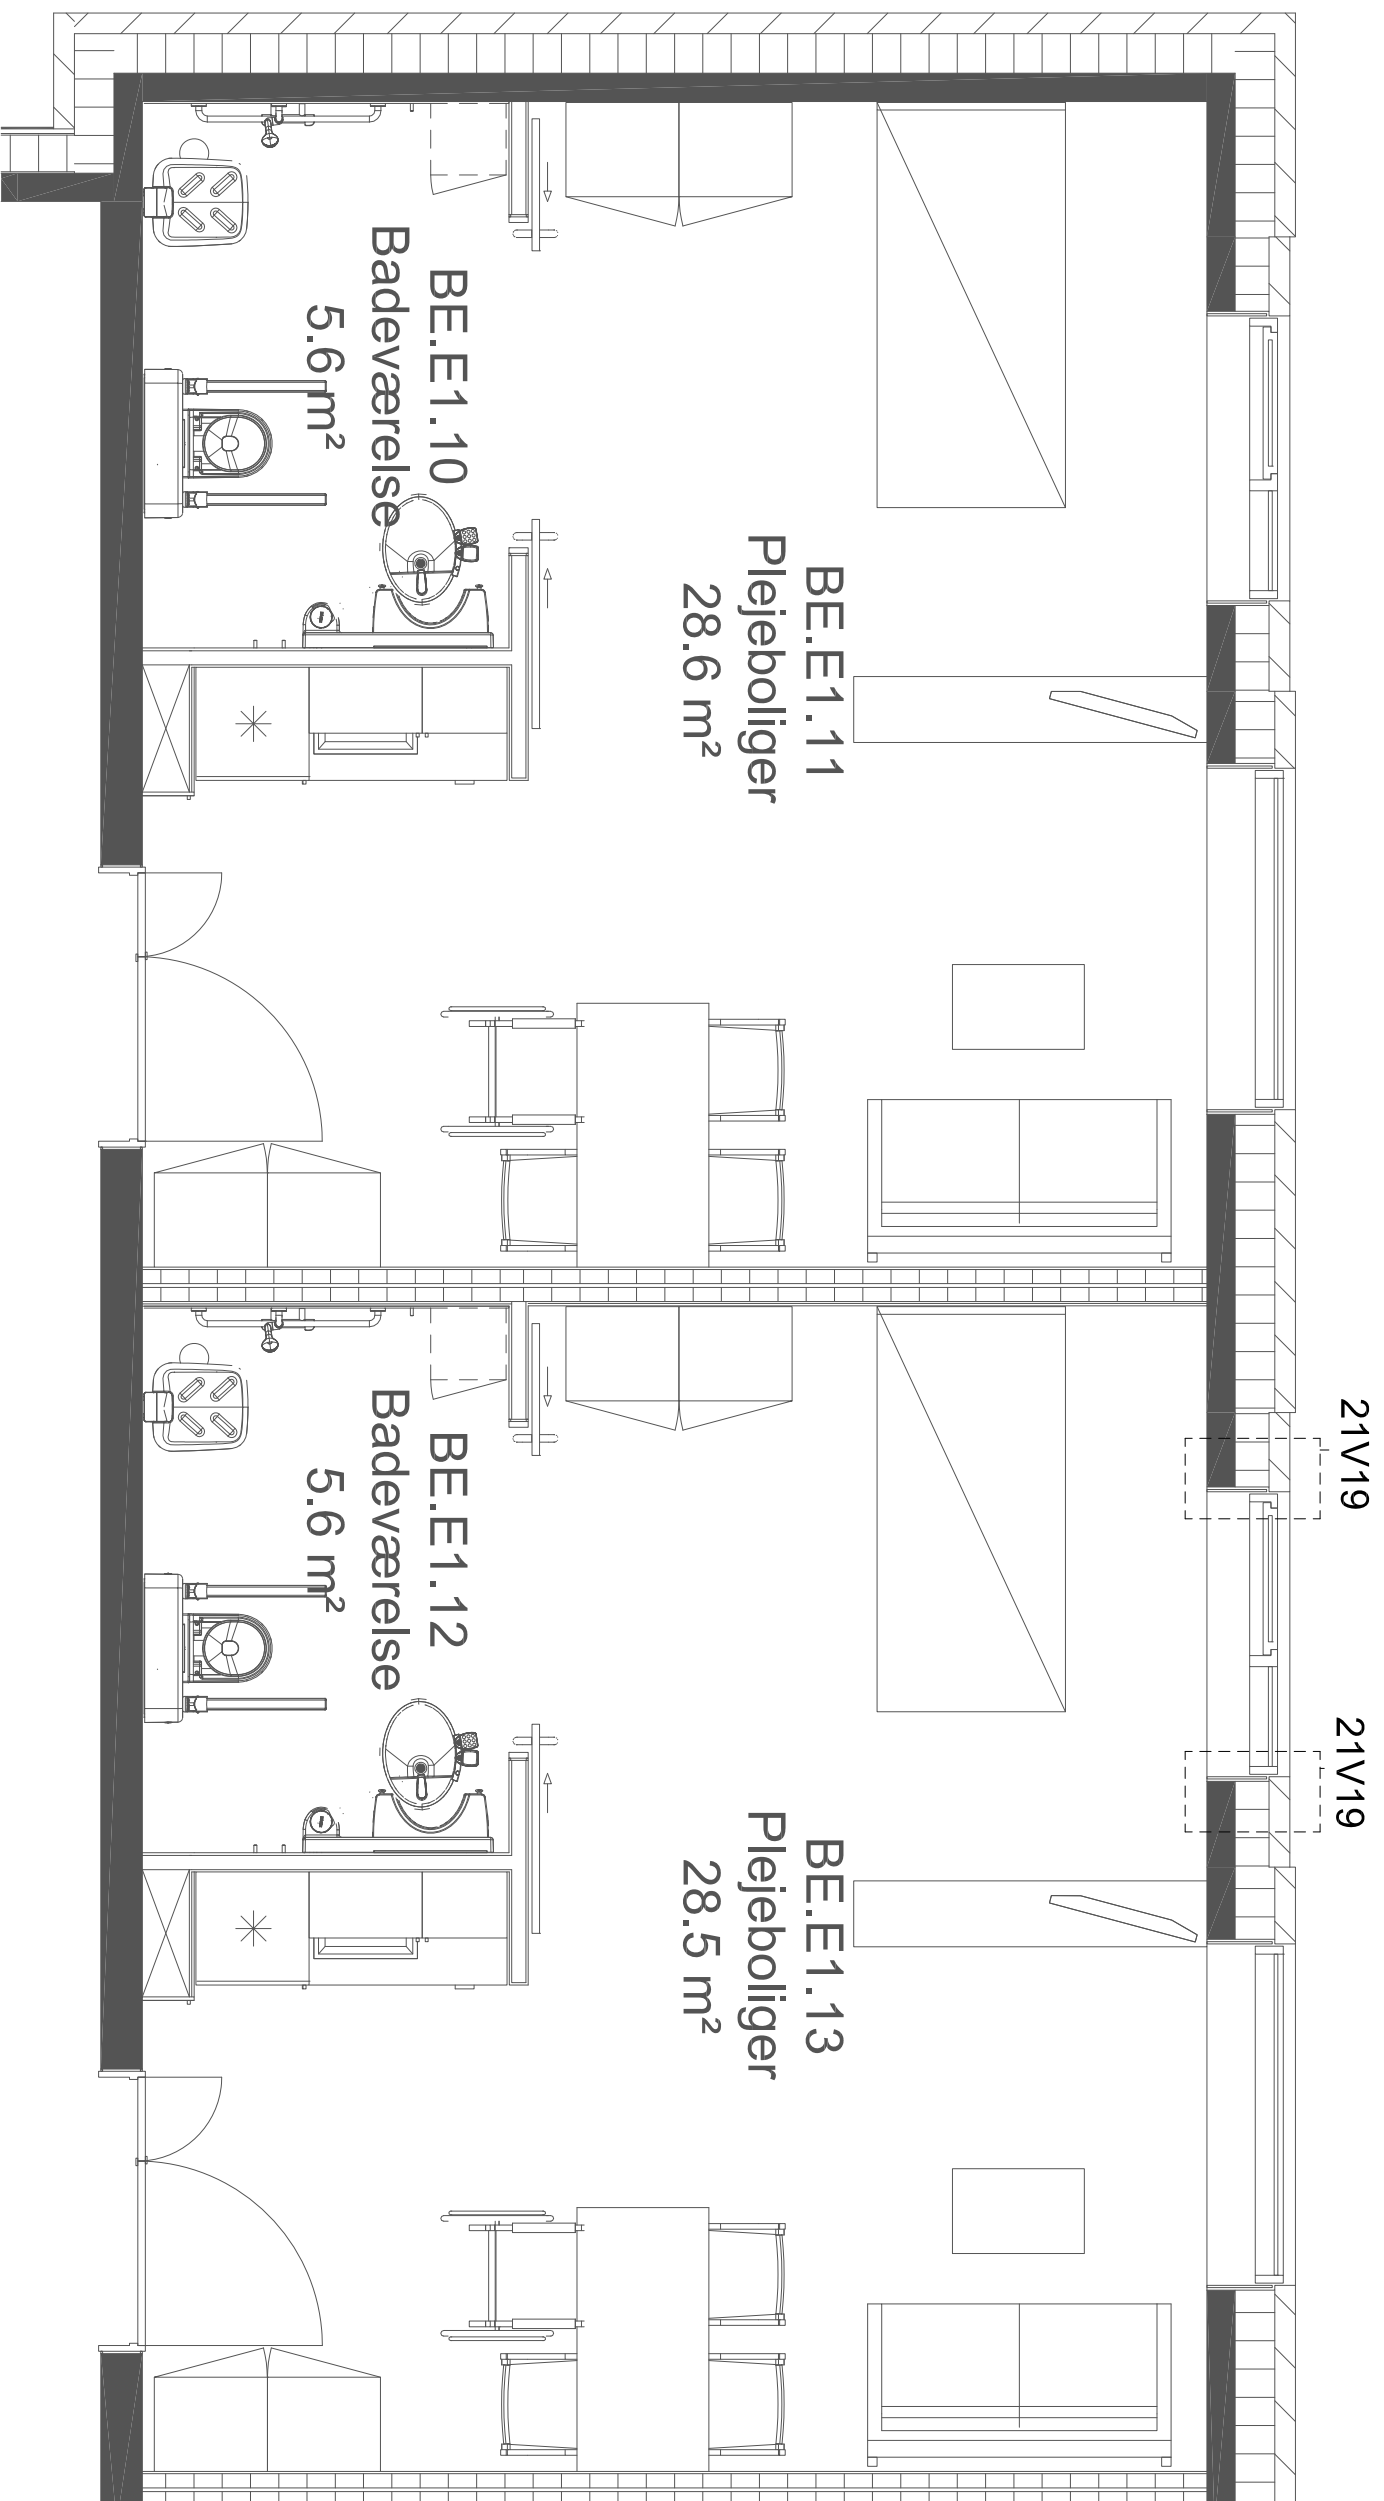 BE.E1.10
Badeværelse
5.6 m²
BE.E1.11
Plejeboliger
28.6 m²
21V19
BE.E1.12
Badeværelse
5.6 m²
21V19
BE.E1.13
Plejeboliger
28.5 m²